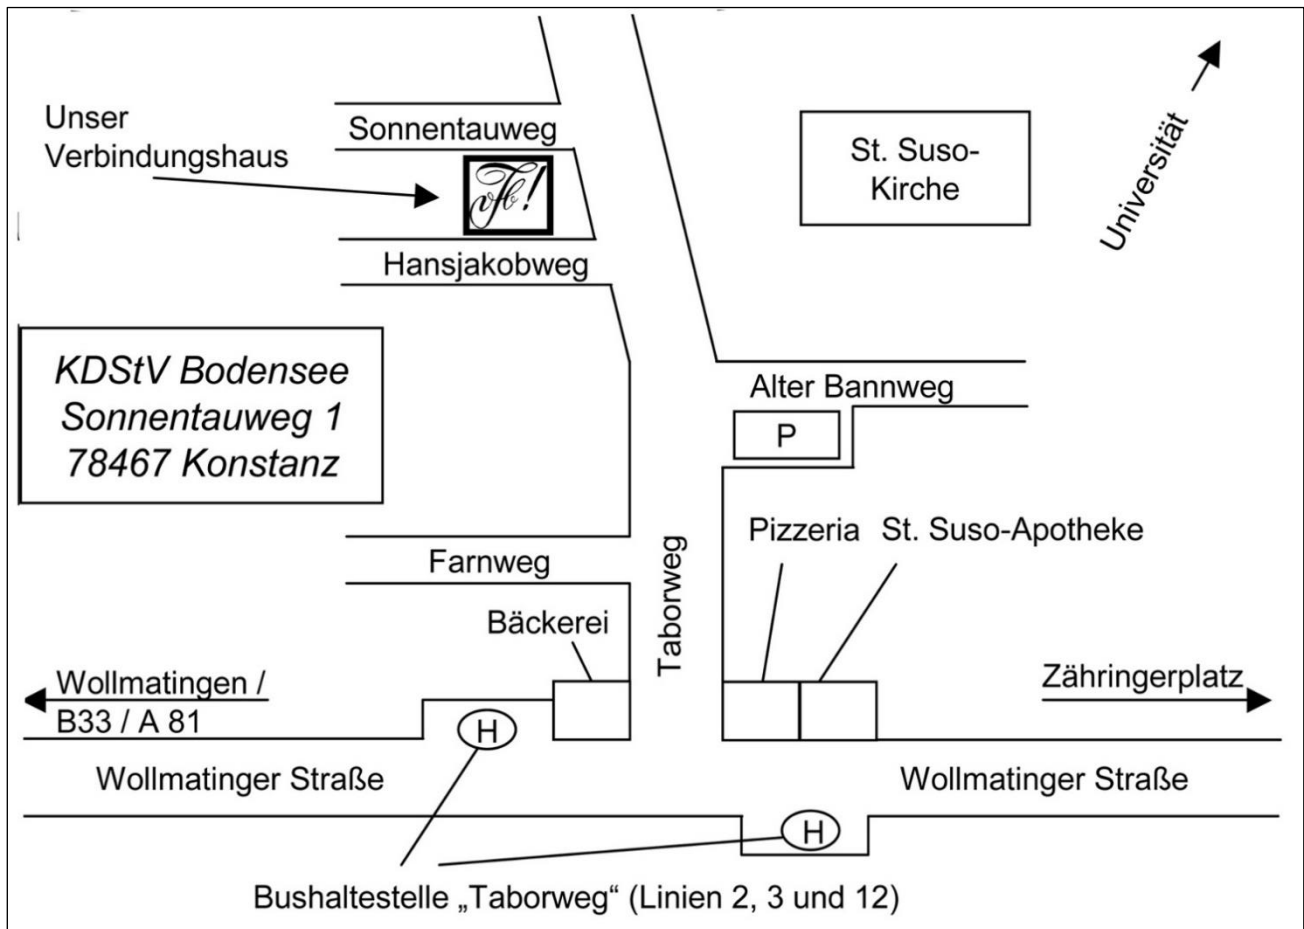 Unser
Verbindungshaus
Sonnentauweg
vfb!
Hansjakobweg
St. Suso-
Kirche
Universität
KDStV Bodensee
Sonnentauweg 1
78467 Konstanz
Alter Bannweg
P
Pizzeria
St. Suso-Apotheke
Farnweg
Taborweg
Bäckerei
Wollmatingen /
B33 / A 81
Zähringerplatz
H
Wollmatinger Straße
Wollmatinger Straße
H
Bushaltestelle „Taborweg“ (Linien 2, 3 und 12)